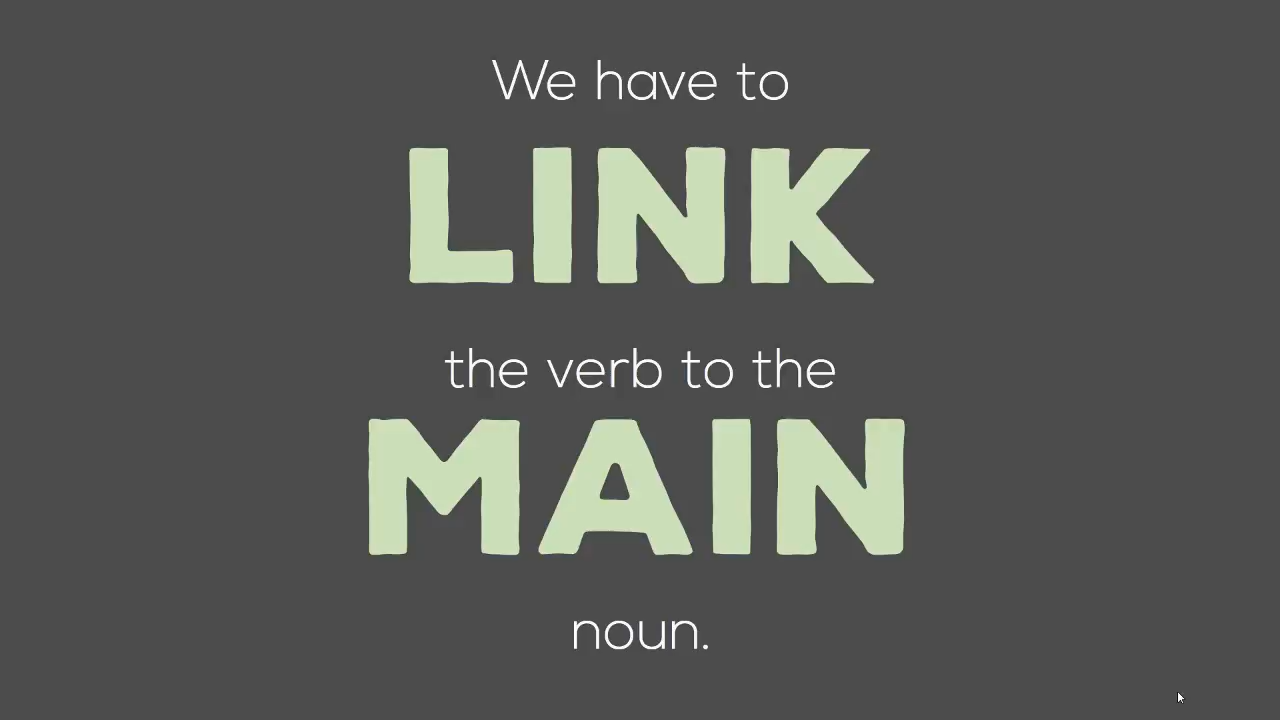 We have to
LINK
the verb to the
MAIN
noun.